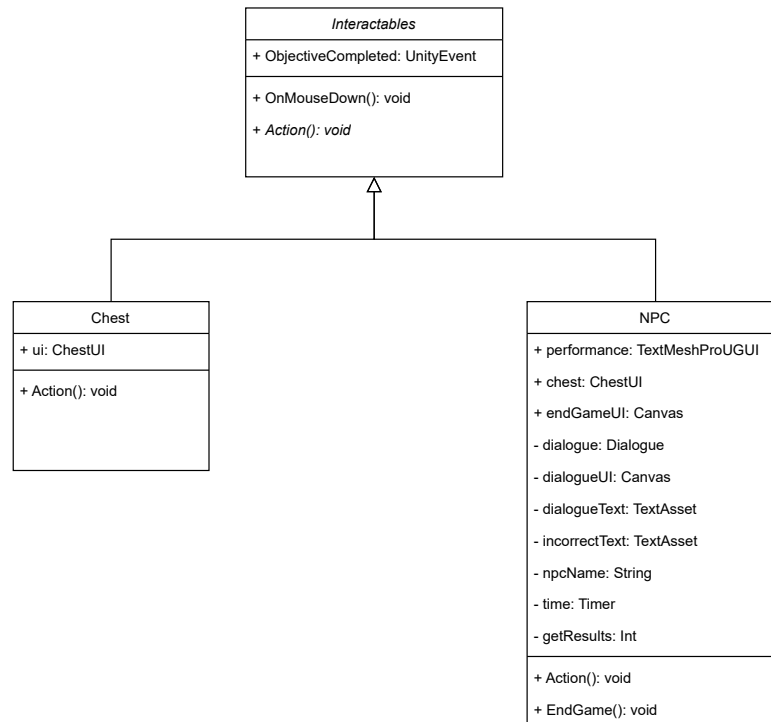 Interactables
+ ObjectiveCompleted: UnityEvent
+ OnMouseDown(): void
+ Action(): void
Chest
+ ui: ChestUI
+ Action(): void
NPC
+ performance: TextMeshProUGUI
+ chest: ChestUI
+ endGameUI: Canvas
- dialogue: Dialogue
- dialogueUI: Canvas
- dialogueText: TextAsset
- incorrectText: TextAsset
- npcName: String
- time: Timer
- getResults: Int
+ Action(): void
+ EndGame(): void